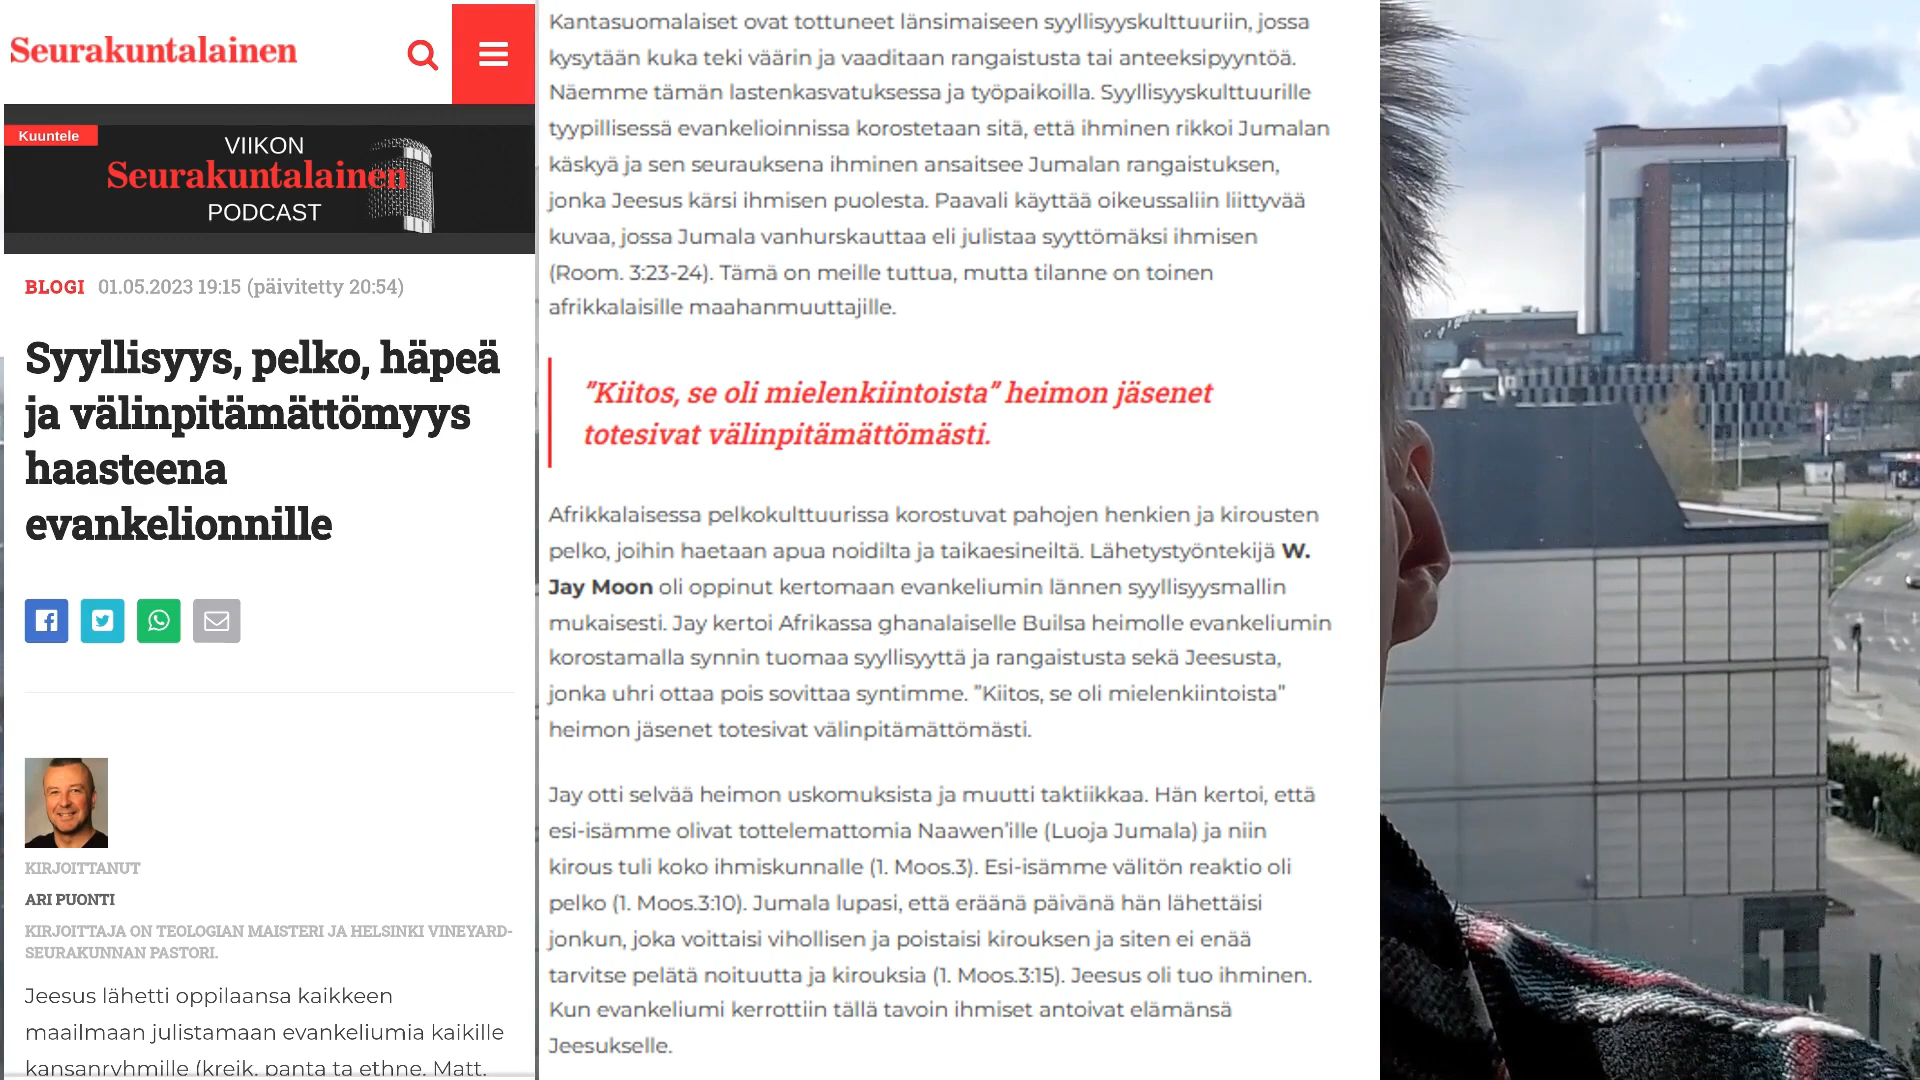 Seurakuntalainen
Kuuntele
VIIKON
Seurakuntalainen
PODCAST
BLOGI 01.05.2023 19:15 (päivitetty 20:54)
Syyllisyys, pelko, häpeä
ja välinpitämättömyys
haasteena
evankelionnille
KIRJOITTANUT
ARI PUONTI
KIRJOITTAJA ON TEOLOGIAN MAISTERI JA HELSINKI VINEYARD-
SEURAKUNNAN PASTORI.
Jeesus lähetti oppilaansa kaikkeen
maailmaan julistamaan evankeliumia kaikille
kansanryhmille (kreik. panta ta ethne. Matt.
Kantasuomalaiset ovat tottuneet länsimaiseen syyllisyyskulttuuriin, jossa
kysytään kuka teki väärin ja vaaditaan rangaistusta tai anteeksipyyntöä.
Näemme tämän lastenkasvatuksessa ja työpaikoilla. Syyllisyyskulttuurille
tyypillisessä evankelioinnissa korostetaan sitä, että ihminen rikkoi Jumalan
käskyä ja sen seurauksena ihminen ansaitsee Jumalan rangaistuksen,
jonka Jeesus kärsi ihmisen puolesta. Paavali käyttää oikeussaliin liittyvää
kuvaa, jossa Jumala vanhurskauttaa eli julistaa syyttömäksi ihmisen
(Room. 3:23-24). Tämä on meille tuttua, mutta tilanne on toinen
afrikkalaisille maahanmuuttajille.
”Kiitos, se oli mielenkiintoista” heimon jäsenet
totesivat välinpitämättömästi.
Afrikkalaisessa pelkokulttuurissa korostuvat pahojen henkien ja kirousten
pelko, joihin haetaan apua noidilta ja taikaesineiltä. Lähetystyöntekijä W.
Jay Moon oli oppinut kertomaan evankeliumin lännen syyllisyysmallin
mukaisesti. Jay kertoi Afrikassa ghanalaiselle Builsa heimolle evankeliumin
korostamalla synnin tuomaa syyllisyyttä ja rangaistusta sekä Jeesusta,
jonka uhri ottaa pois sovittaa syntimme. ”Kiitos, se oli mielenkiintoista”
heimon jäsenet totesivat välinpitämättömästi.
Jay otti selvää heimon uskomuksista ja muutti taktiikkaa. Hän kertoi, että
esi-isämme olivat tottelemattomia Naawen’ille (Luoja Jumala) ja niin
kirous tuli koko ihmiskunnalle (1. Moos.3). Esi-isämme välitön reaktio oli
pelko (1. Moos.3:10). Jumala lupasi, että eräänä päivänä hän lähettäisi
jonkun, joka voittaisi vihollisen ja poistaisi kirouksen ja siten ei enää
tarvitse pelätä noituutta ja kirouksia (1. Moos.3:15). Jeesus oli tuo ihminen.
Kun evankeliumi kerrottiin tällä tavoin ihmiset antoivat elämänsä
Jeesukselle.